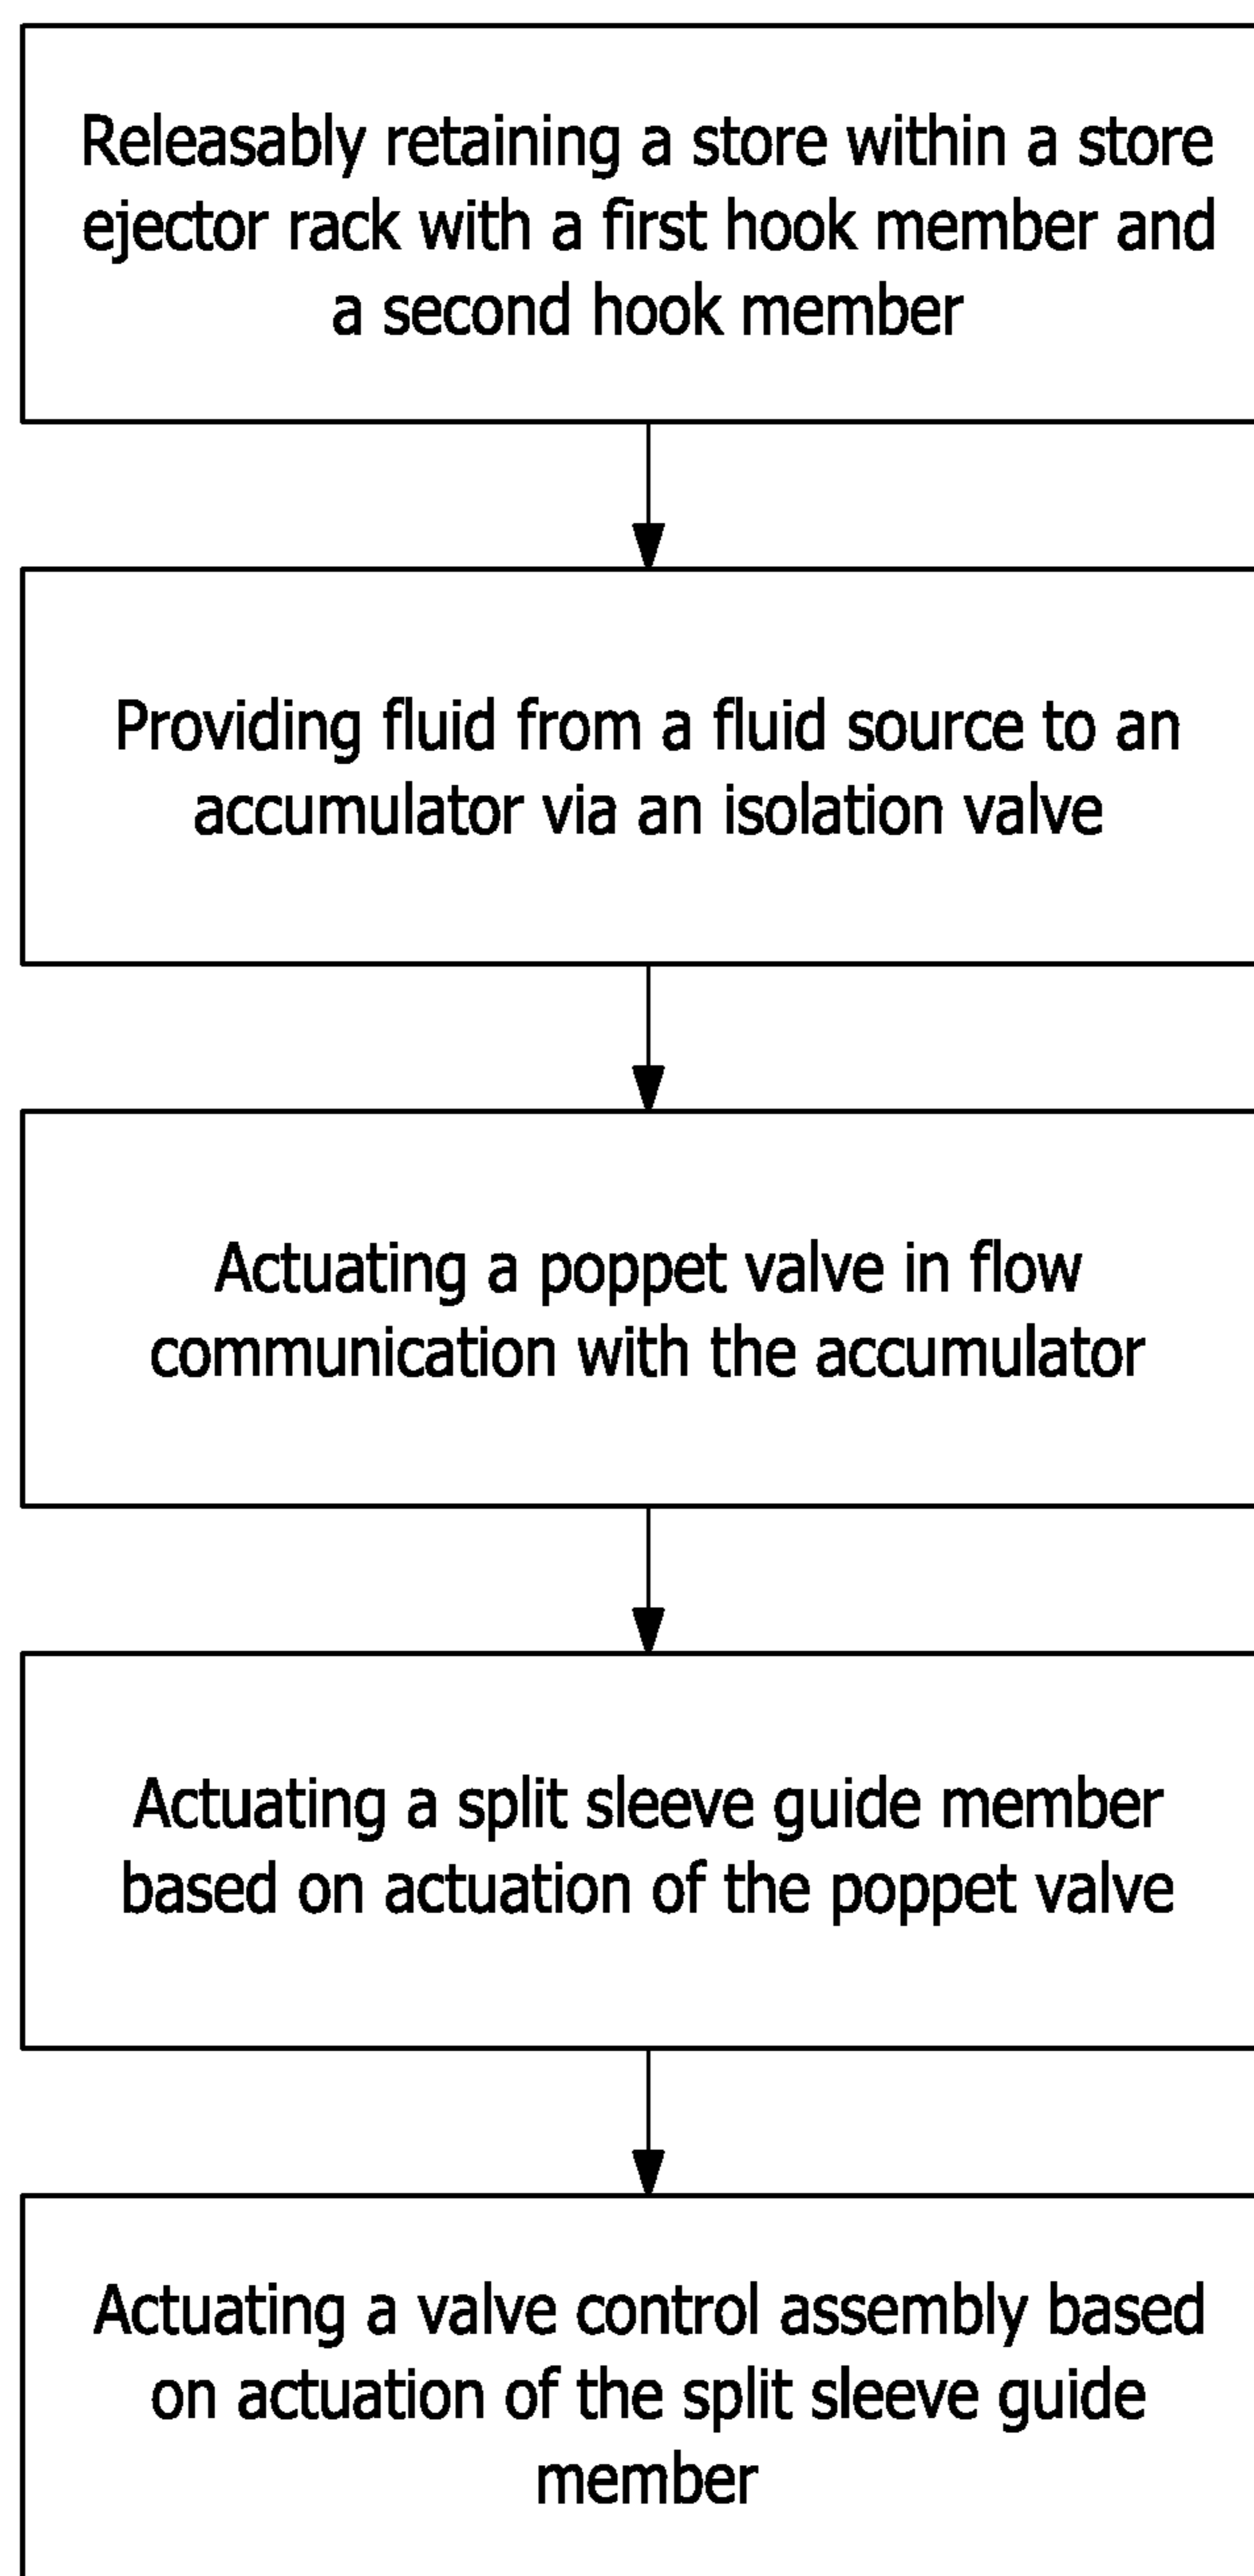 Releasably retaining a store within a store
ejector rack with a first hook member and
a second hook member
Providing fluid from a fluid source to an
accumulator via an isolation valve
Actuating a poppet valve in flow
communication with the accumulator
Actuating a split sleeve guide member
based on actuation of the poppet valve
Actuating a valve control assembly based
on actuation of the split sleeve guide
member